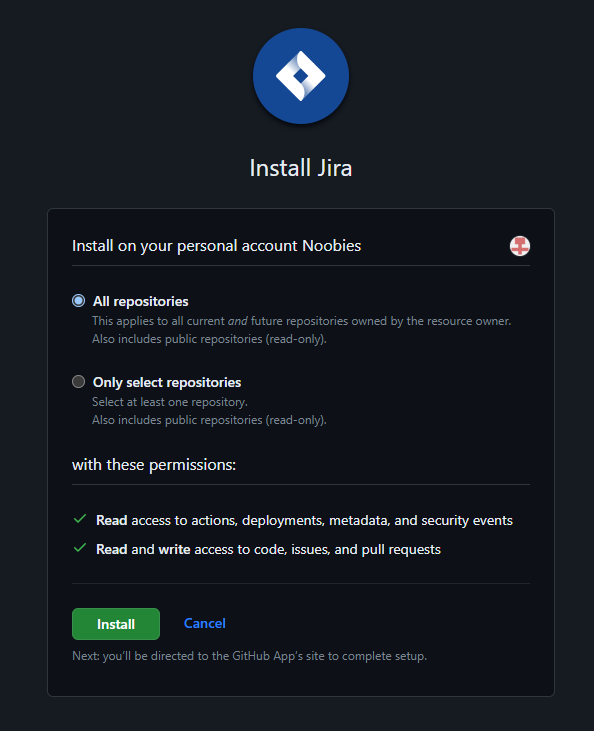 Install Jira
Install on your personal account Noobies
All repositories
This applies to all current and future repositories owned by the resource owner.
Also includes public repositories (read-only).
Only select repositories
Select at least one repository.
Also includes public repositories (read-only).
with these permissions:
Read access to actions, deployments, metadata, and security events
Read and write access to code, issues, and pull requests
Install Cancel
Next: you'll be directed to the GitHub App's site to complete setup.